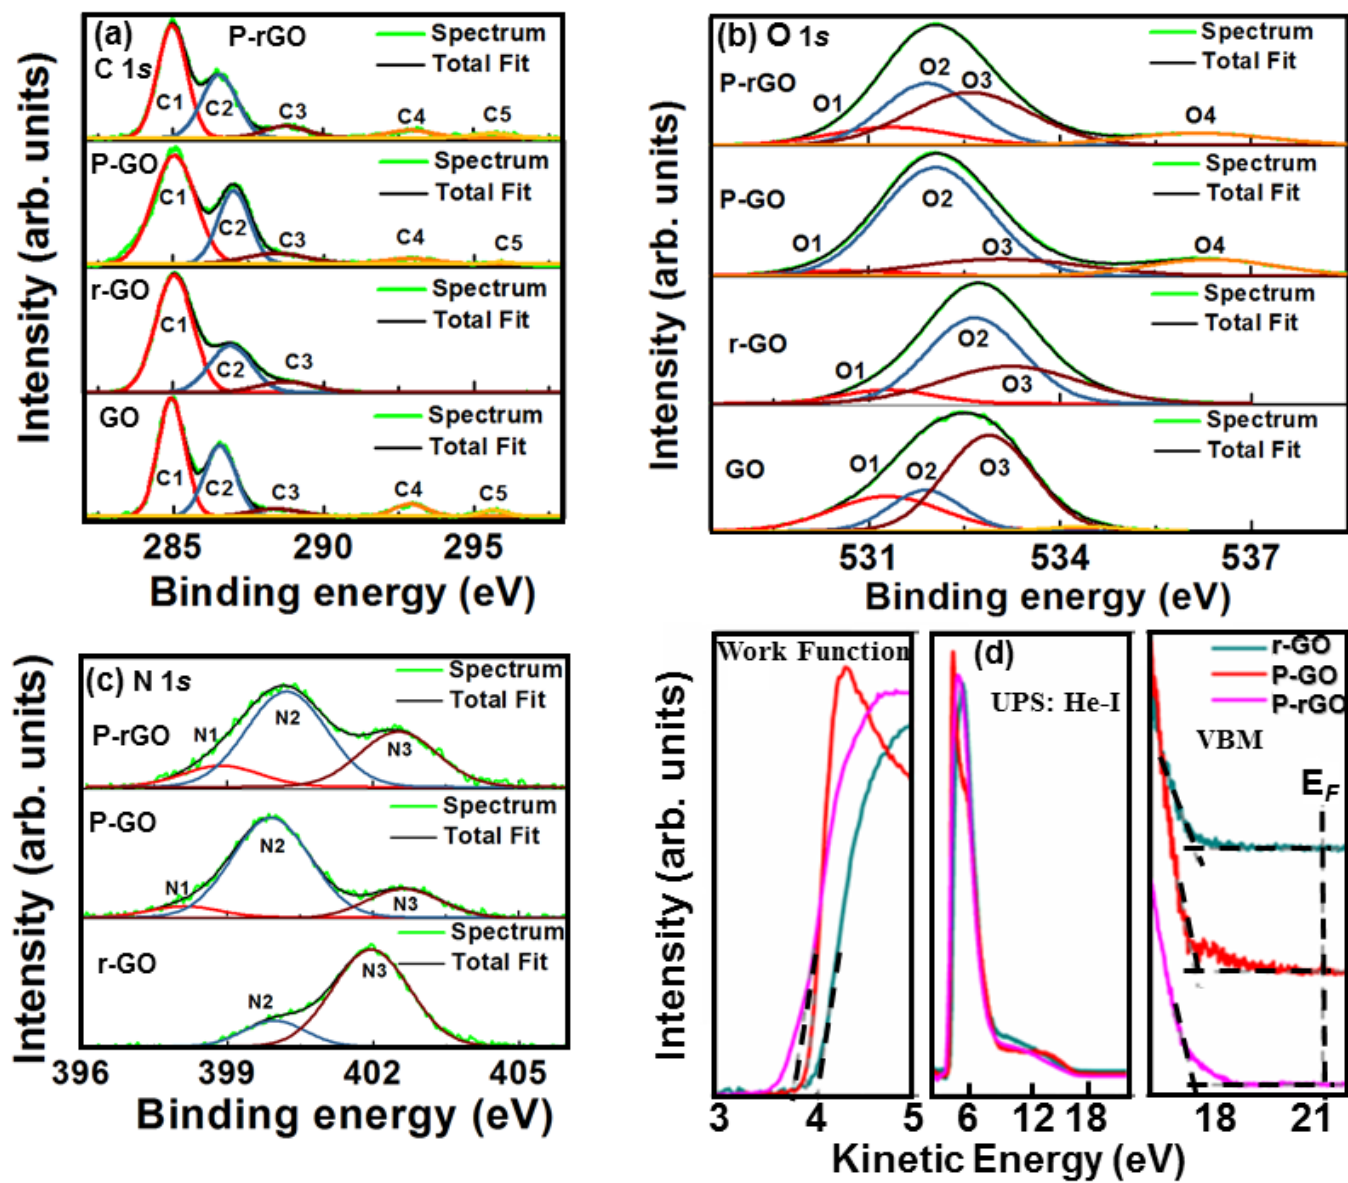 (a)
P-rGO
C 1s
Spectrum
Total Fit
C1
C2
C3
C4
C5
P-GO
Spectrum
Total Fit
C1
C2
C3
C4
C5
r-GO
Spectrum
Total Fit
C1
C2
C3
GO
Spectrum
Total Fit
C1
C2
C3
C4
C5
285
290
295
Binding energy (eV)
Intensity (arb. units)
(b) O 1s
P-rGO
Spectrum
Total Fit
O1
O2
O3
O4
P-GO
Spectrum
Total Fit
O1
O2
O3
O4
r-GO
Spectrum
Total Fit
O1
O2
O3
GO
Spectrum
Total Fit
O1
O2
O3
531
534
537
Binding energy (eV)
Intensity (arb. units)
(c) N 1s
P-rGO
Spectrum
Total Fit
N1
N2
N3
P-GO
Spectrum
Total Fit
N1
N2
N3
r-GO
Spectrum
Total Fit
N2
N3
396
399
402
405
Binding energy (eV)
Intensity (arb. units)
Work Function
(d)
UPS: He-I
r-GO
P-GO
P-rGO
VBM
EF
3
4
5
6
12
18
18
21
Kinetic Energy (eV)
Intensity (arb. units)